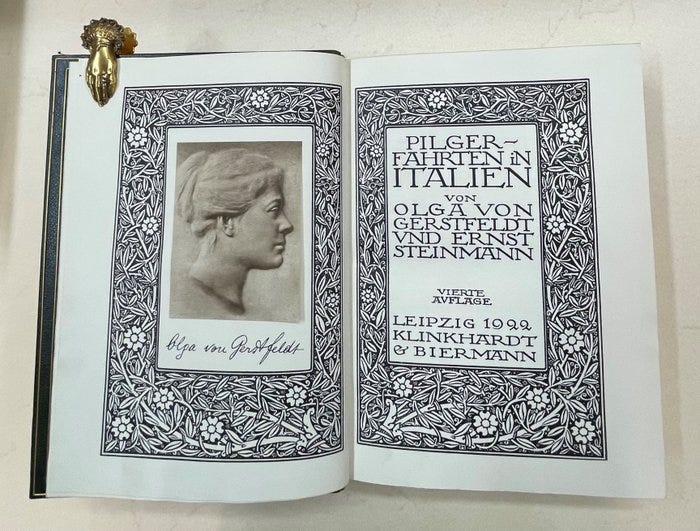 Olga von Gerstfeldt
PILGER-
FAHRTEN iN
ITALIEN
VON
OLGA VON
GERSTFELDT
VND ERNST
STEINMANN
VIERTE
AVFLAGE
LEIPZIG 1922
KLINKHARDT
& BIERMANN